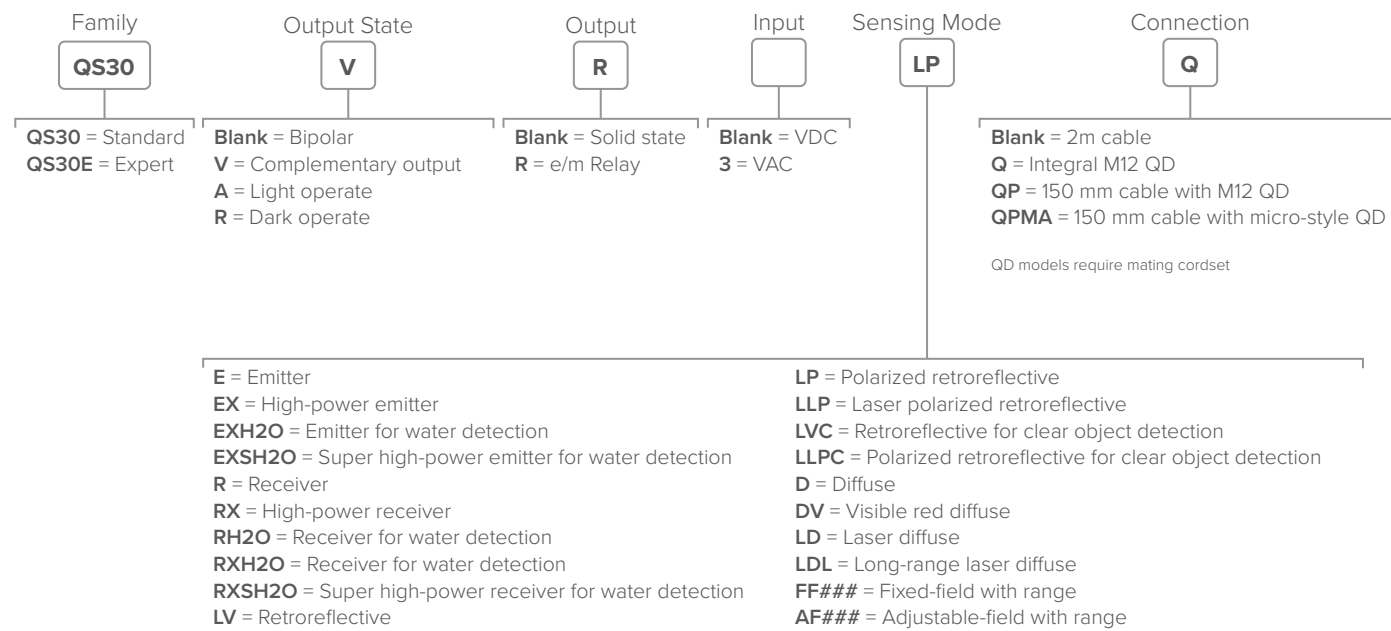 Family
Output State
Output
Input
Sensing Mode
Connection
QS30
V
R
LP
Q
QS30 = Standard
QS30E = Expert
Blank = Bipolar
V = Complementary output
A = Light operate
R = Dark operate
Blank = Solid state
R = e/m Relay
Blank = VDC
3 = VAC
Blank = 2m cable
Q = Integral M12 QD
QP = 150 mm cable with M12 QD
QPMA = 150 mm cable with micro-style QD
QD models require mating cordset
E = Emitter
EX = High-power emitter
EXH2O = Emitter for water detection
EXSH2O = Super high-power emitter for water detection
R = Receiver
RX = High-power receiver
RH2O = Receiver for water detection
RXH2O = Receiver for water detection
RXSH2O = Super high-power receiver for water detection
LV = Retroreflective
LP = Polarized retroreflective
LLP = Laser polarized retroreflective
LVC = Retroreflective for clear object detection
LLPC = Polarized retroreflective for clear object detection
D = Diffuse
DV = Visible red diffuse
LD = Laser diffuse
LDL = Long-range laser diffuse
FF### = Fixed-field with range
AF### = Adjustable-field with range